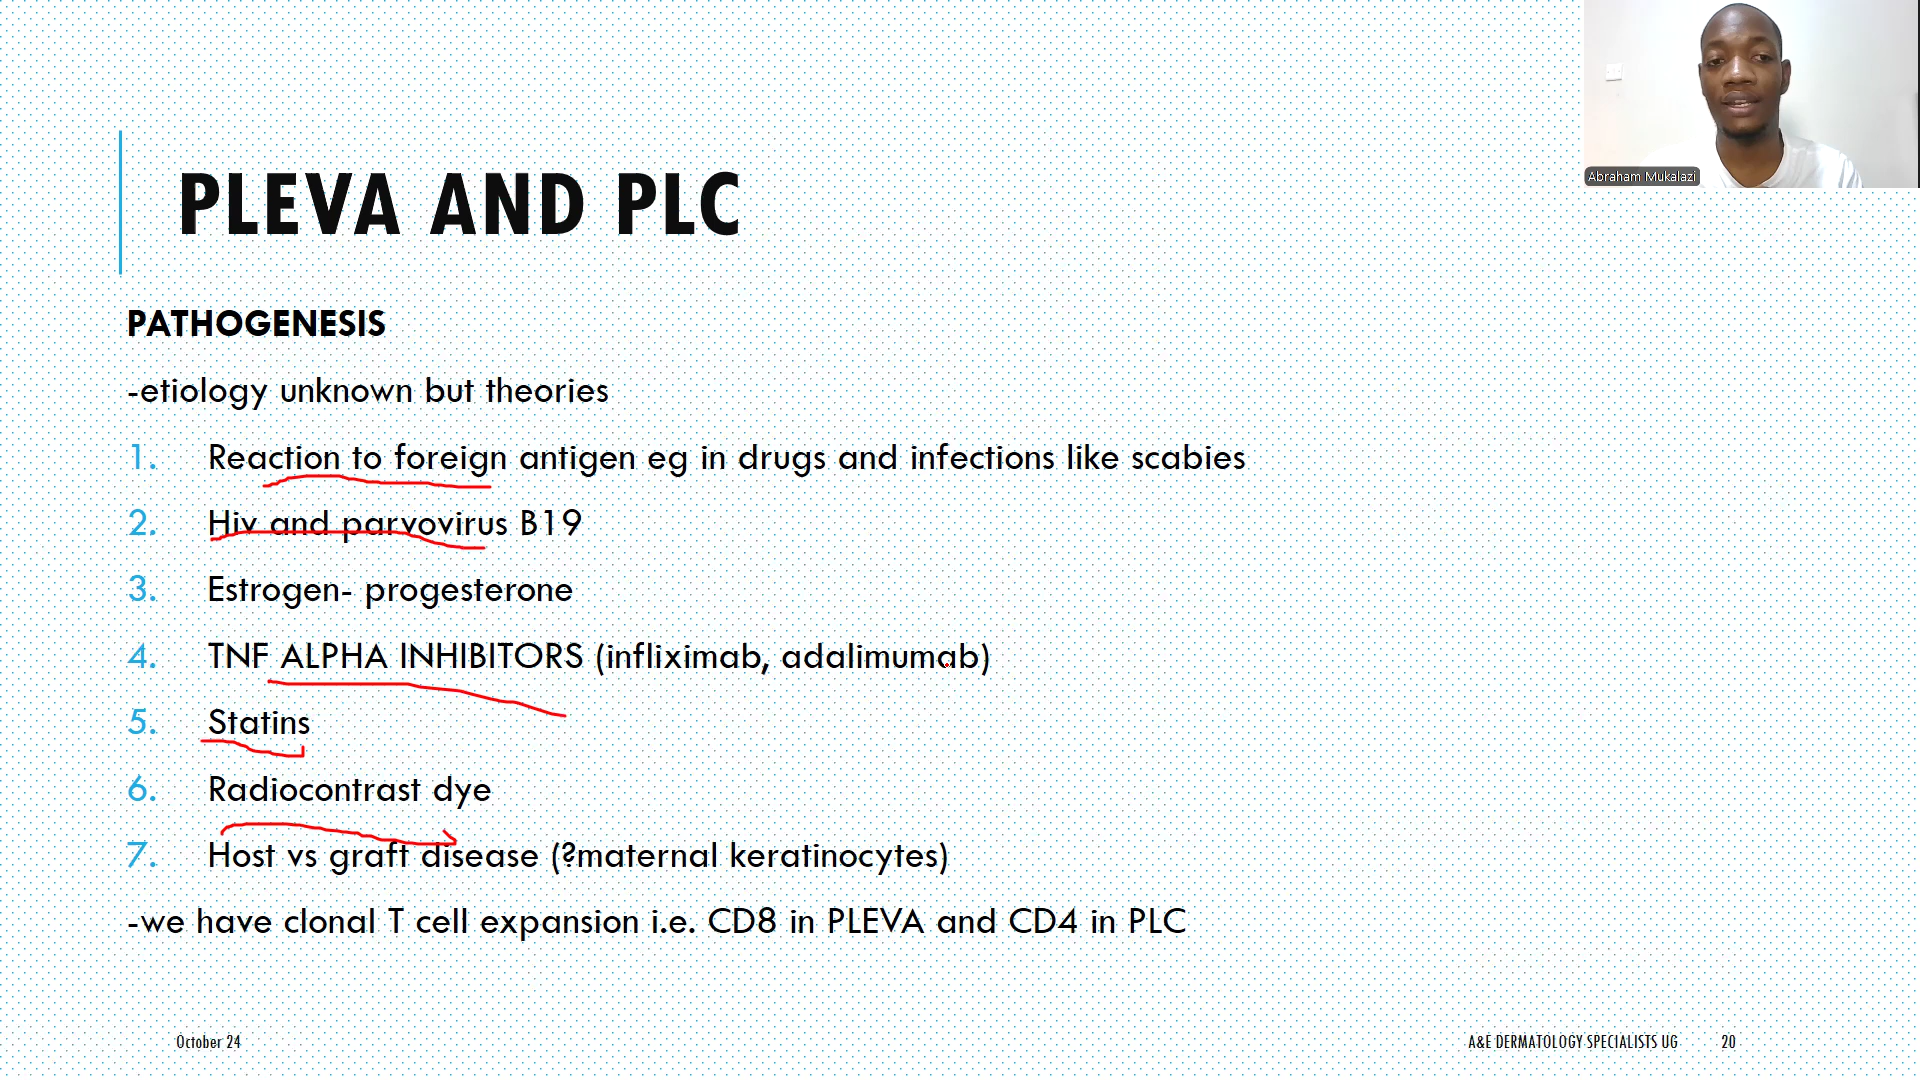 Abraham Mukalazi
PLEVA AND PLC
PATHOGENESIS
-etiology unknown but theories
1. Reaction to foreign antigen eg in drugs and infections like scabies
2. Hiv and parvovirus B19
3. Estrogen- progesterone
4. TNF ALPHA INHIBITORS (infliximab, adalimumab)
5. Statins
6. Radiocontrast dye
7. Host vs graft disease (?maternal keratinocytes)
-we have clonal T cell expansion i.e. CD8 in PLEVA and CD4 in PLC
October 24
A&E DERMATOLOGY SPECIALISTS UG
20